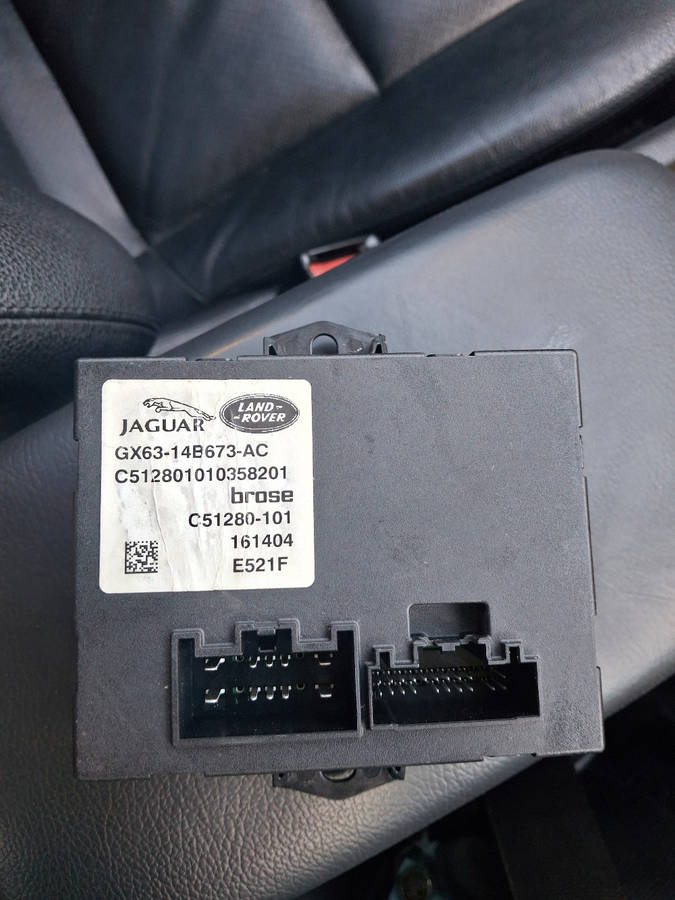 JAGUAR
LAND-
-ROVER
GX63-14B673-AC
C512801010358201
brose
C51280-101
161404
E521F